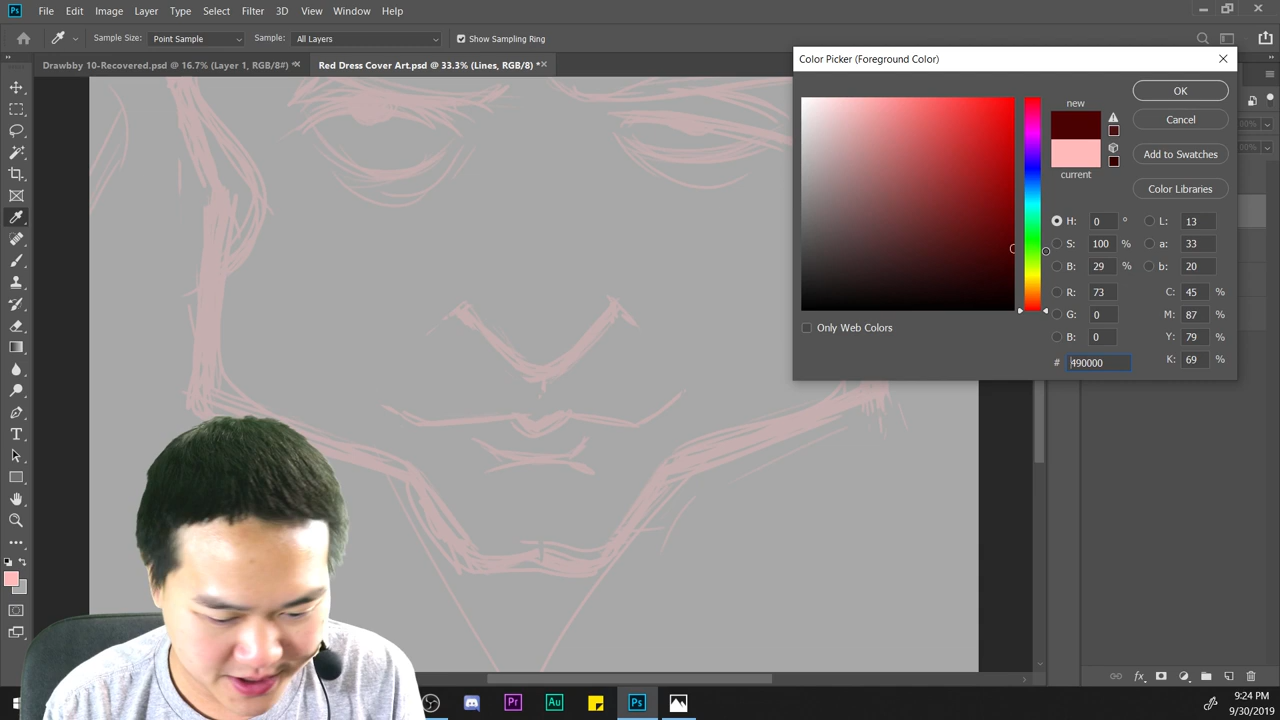 Ps File Edit Image Layer Type Select Filter 3D View Window Help
Sample Size: Point Sample Sample: All Layers Show Sampling Ring
Drawbby 10-Recovered.psd @ 16.7% (Layer 1, RGB/8#) * Red Dress Cover Art.psd @ 33.3% (Lines, RGB/8) *
Color Picker (Foreground Color)
new
current
OK
Cancel
Add to Swatches
Color Libraries
H: 0 ° L: 13
S: 100 % a: 33
B: 29 % b: 20
R: 73 C: 45 %
G: 0 M: 87 %
B: 0 Y: 79 %
# 490000 K: 69 %
Only Web Colors
T
fx
Pr Au Ps
9:24 PM
9/30/2019